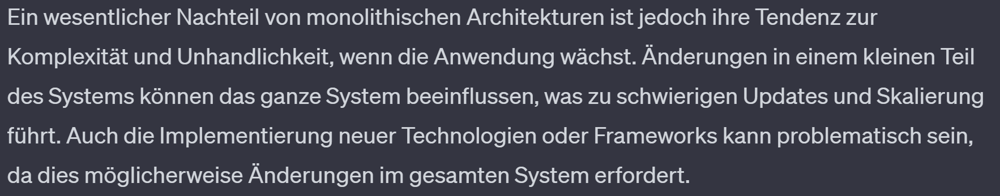 Ein wesentlicher Nachteil von monolithischen Architekturen ist jedoch ihre Tendenz zur
Komplexität und Unhandlichkeit, wenn die Anwendung wächst. Änderungen in einem kleinen Teil
des Systems können das ganze System beeinflussen, was zu schwierigen Updates und Skalierung
führt. Auch die Implementierung neuer Technologien oder Frameworks kann problematisch sein,
da dies möglicherweise Änderungen im gesamten System erfordert.